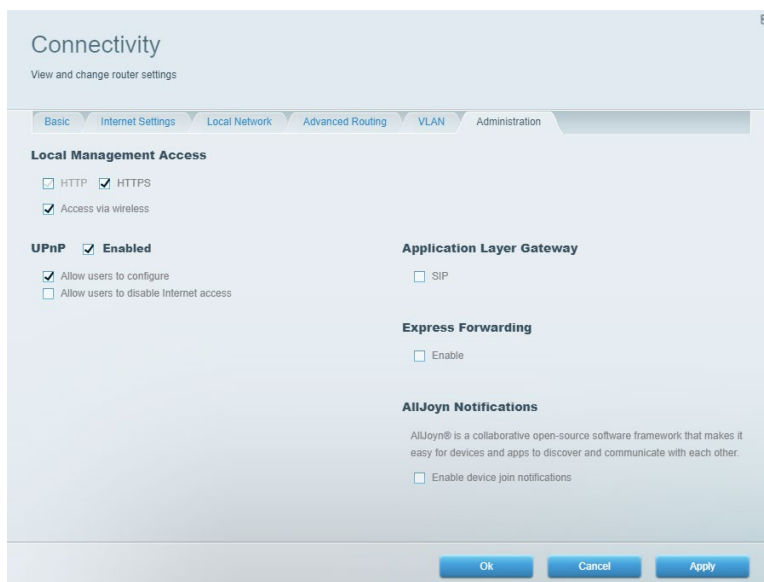 Connectivity
View and change router settings
Basic Internet Settings Local Network Advanced Routing VLAN Administration
Local Management Access
HTTP HTTPS
Access via wireless
UPnP Enabled
Allow users to configure
Allow users to disable Internet access
Application Layer Gateway
SIP
Express Forwarding
Enable
AllJoyn Notifications
AllJoyn® is a collaborative open-source software framework that makes it
easy for devices and apps to discover and communicate with each other.
Enable device join notifications
Ok Cancel Apply